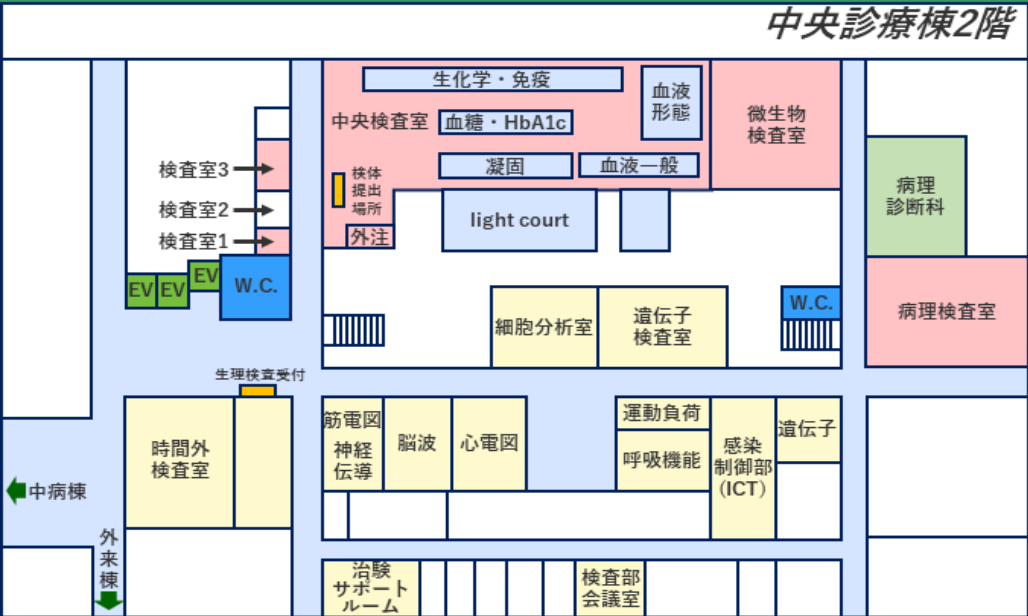 中央診療棟2階
生化学・免疫
血液
形態
中央検査室
血糖・HbA1c
微生物
検査室
凝固
血液一般
検体
提出
場所
外注
light court
検査室3
検査室2
検査室1
EV
EV
EV
W.C.
病理
診断科
病理検査室
細胞分析室
遺伝子
検査室
W.C.
生理検査受付
時間外
検査室
筋電図
神経
伝導
脳波
心電図
運動負荷
呼吸機能
感染
制御部
(ICT)
遺伝子
中病棟
外来棟
治験
サポート
ルーム
検査部
会議室